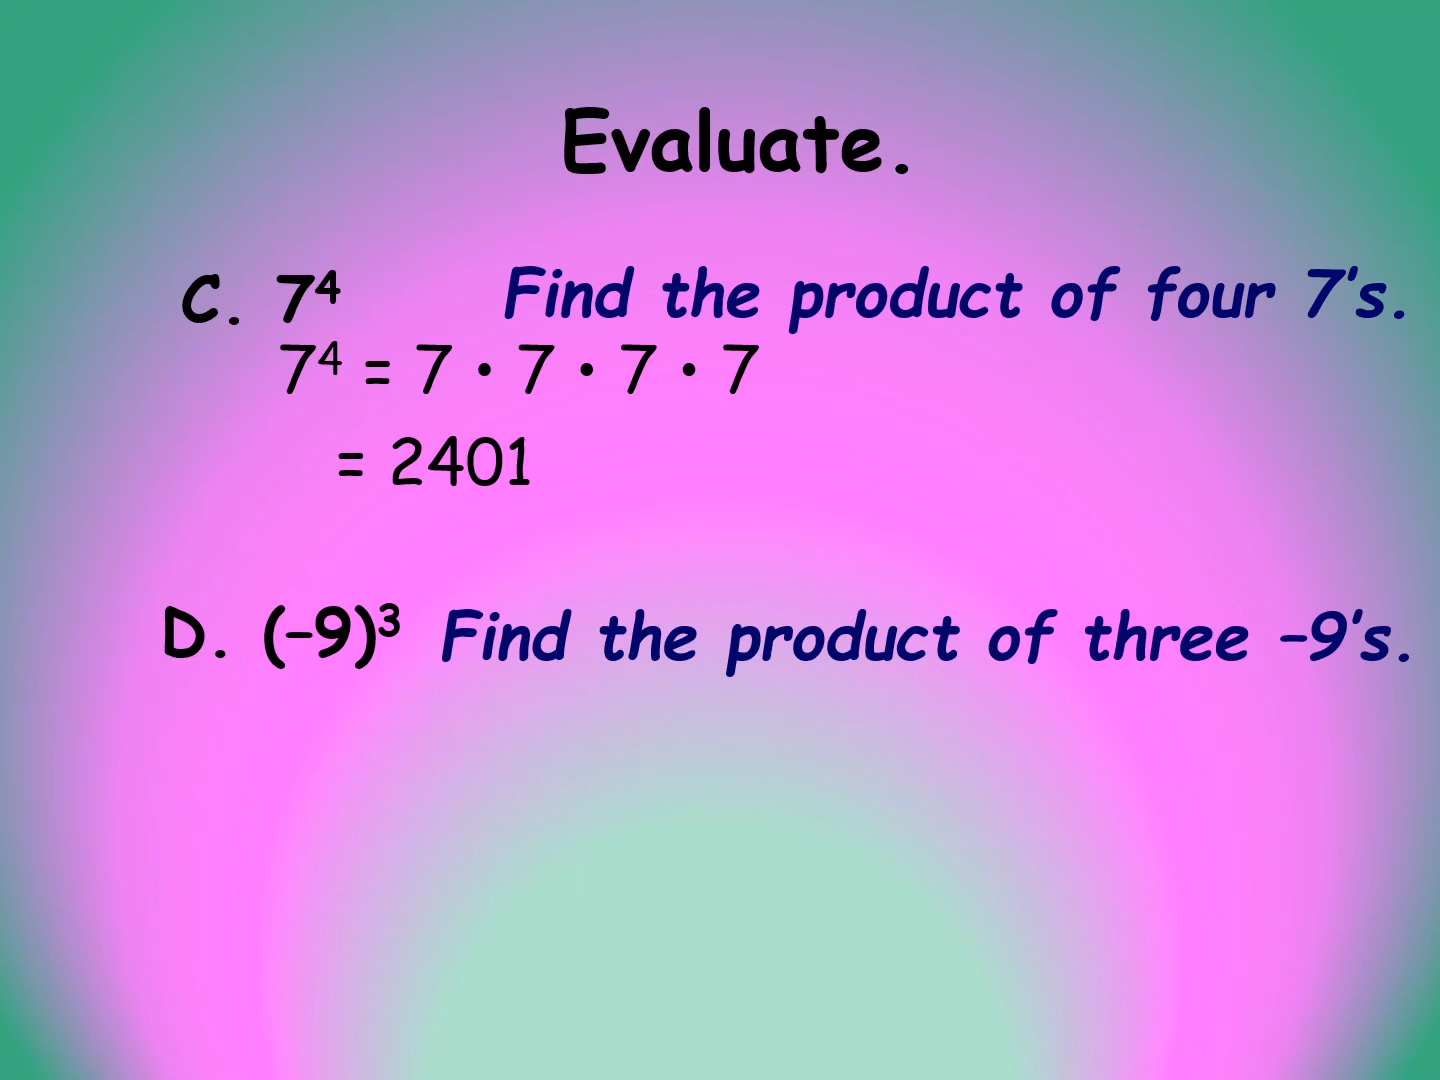 Evaluate.
C. 7⁴ Find the product of four 7’s.
7⁴ = 7 • 7 • 7 • 7
= 2401
D. (–9)³ Find the product of three –9’s.